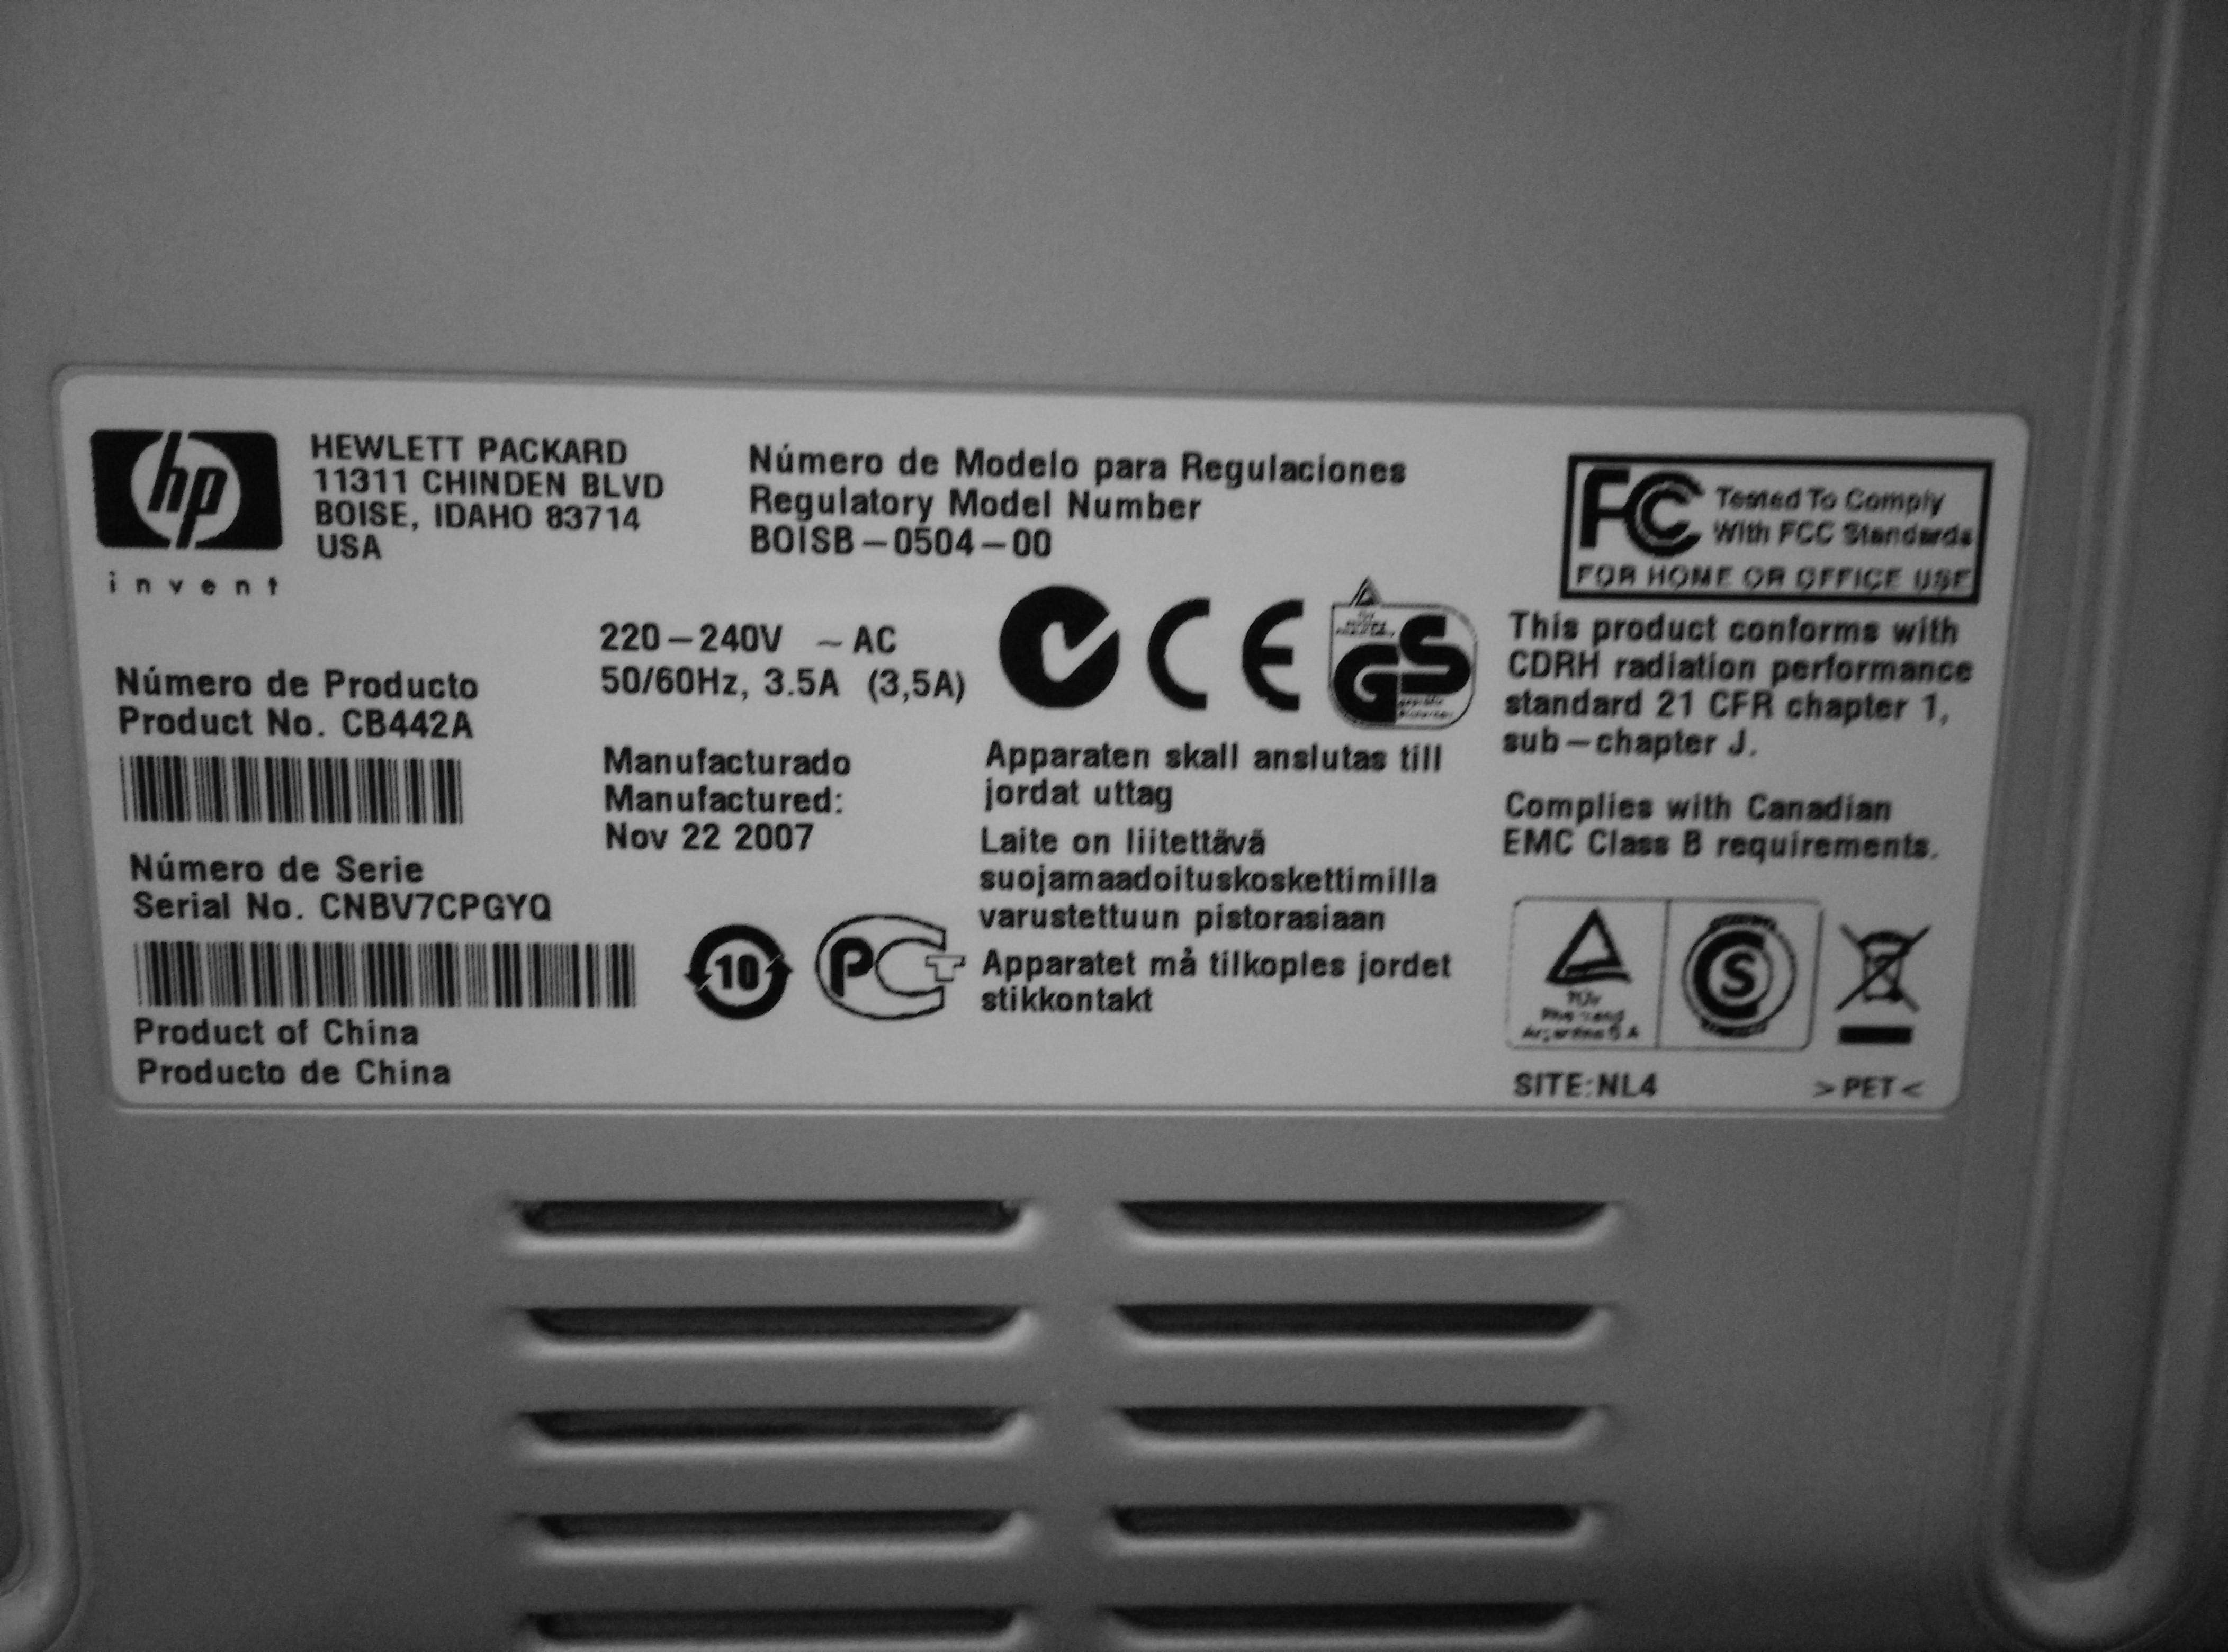 hp
invent
HEWLETT PACKARD
11311 CHINDEN BLVD
BOISE, IDAHO 83714
USA
Número de Modelo para Regulaciones
Regulatory Model Number
BOISB-0504-00
FC Tested To Comply
With FCC Standards
FOR HOME OR OFFICE USE
220-240V ~ AC
50/60Hz, 3.5A (3,5A)
CE
GS
This product conforms with
CDRH radiation performance
standard 21 CFR chapter 1,
sub-chapter J.
Número de Producto
Product No. CB442A
Manufacturado
Manufactured:
Nov 22 2007
Apparaten skall anslutas till
jordat uttag
Laite on liitettävä
suojamaadoituskoskettimilla
varustettuun pistorasiaan
Apparatet må tilkoples jordet
stikkontakt
Complies with Canadian
EMC Class B requirements.
Número de Serie
Serial No. CNBV7CPGYQ
10
PCT
TÜV
Argentina S A
S
Product of China
Producto de China
SITE:NL4
>PET<